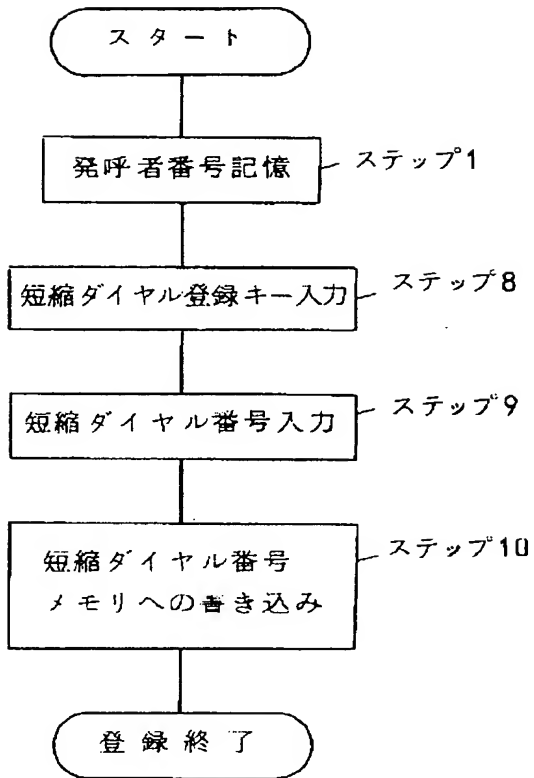 スタート
発呼者番号記憶
ステップ1
短縮ダイヤル登録キー入力
ステップ8
短縮ダイヤル番号入力
ステップ9
短縮ダイヤル番号
メモリへの書き込み
ステップ10
登録終了